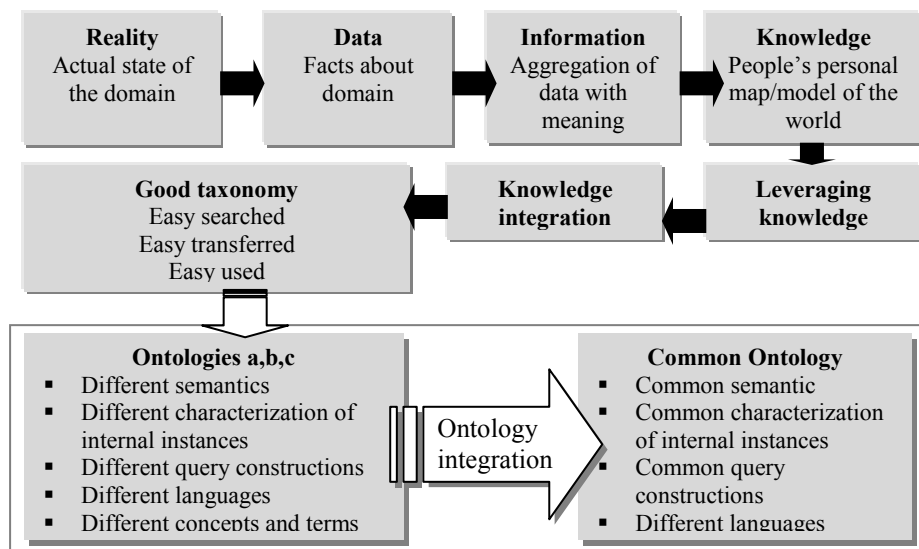 Reality
Actual state of
the domain
Data
Facts about
domain
Information
Aggregation of
data with
meaning
Knowledge
People's personal
map/model of the
world
Good taxonomy
Easy searched
Easy transferred
Easy used
Knowledge
integration
Leveraging
knowledge
Ontologies a,b,c
▪ Different semantics
▪ Different characterization of
internal instances
▪ Different query constructions
▪ Different languages
▪ Different concepts and terms
Ontology
integration
Common Ontology
▪ Common semantic
▪ Common characterization
of internal instances
▪ Common query
constructions
▪ Different languages